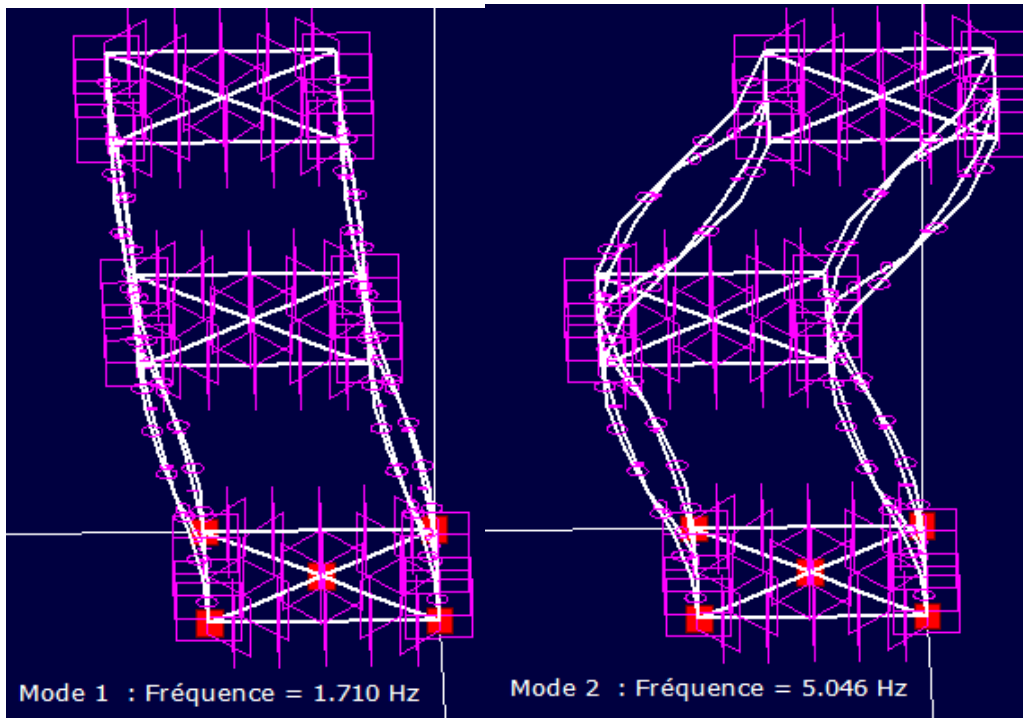 Mode 1 : Fréquence = 1.710 Hz
Mode 2 : Fréquence = 5.046 Hz